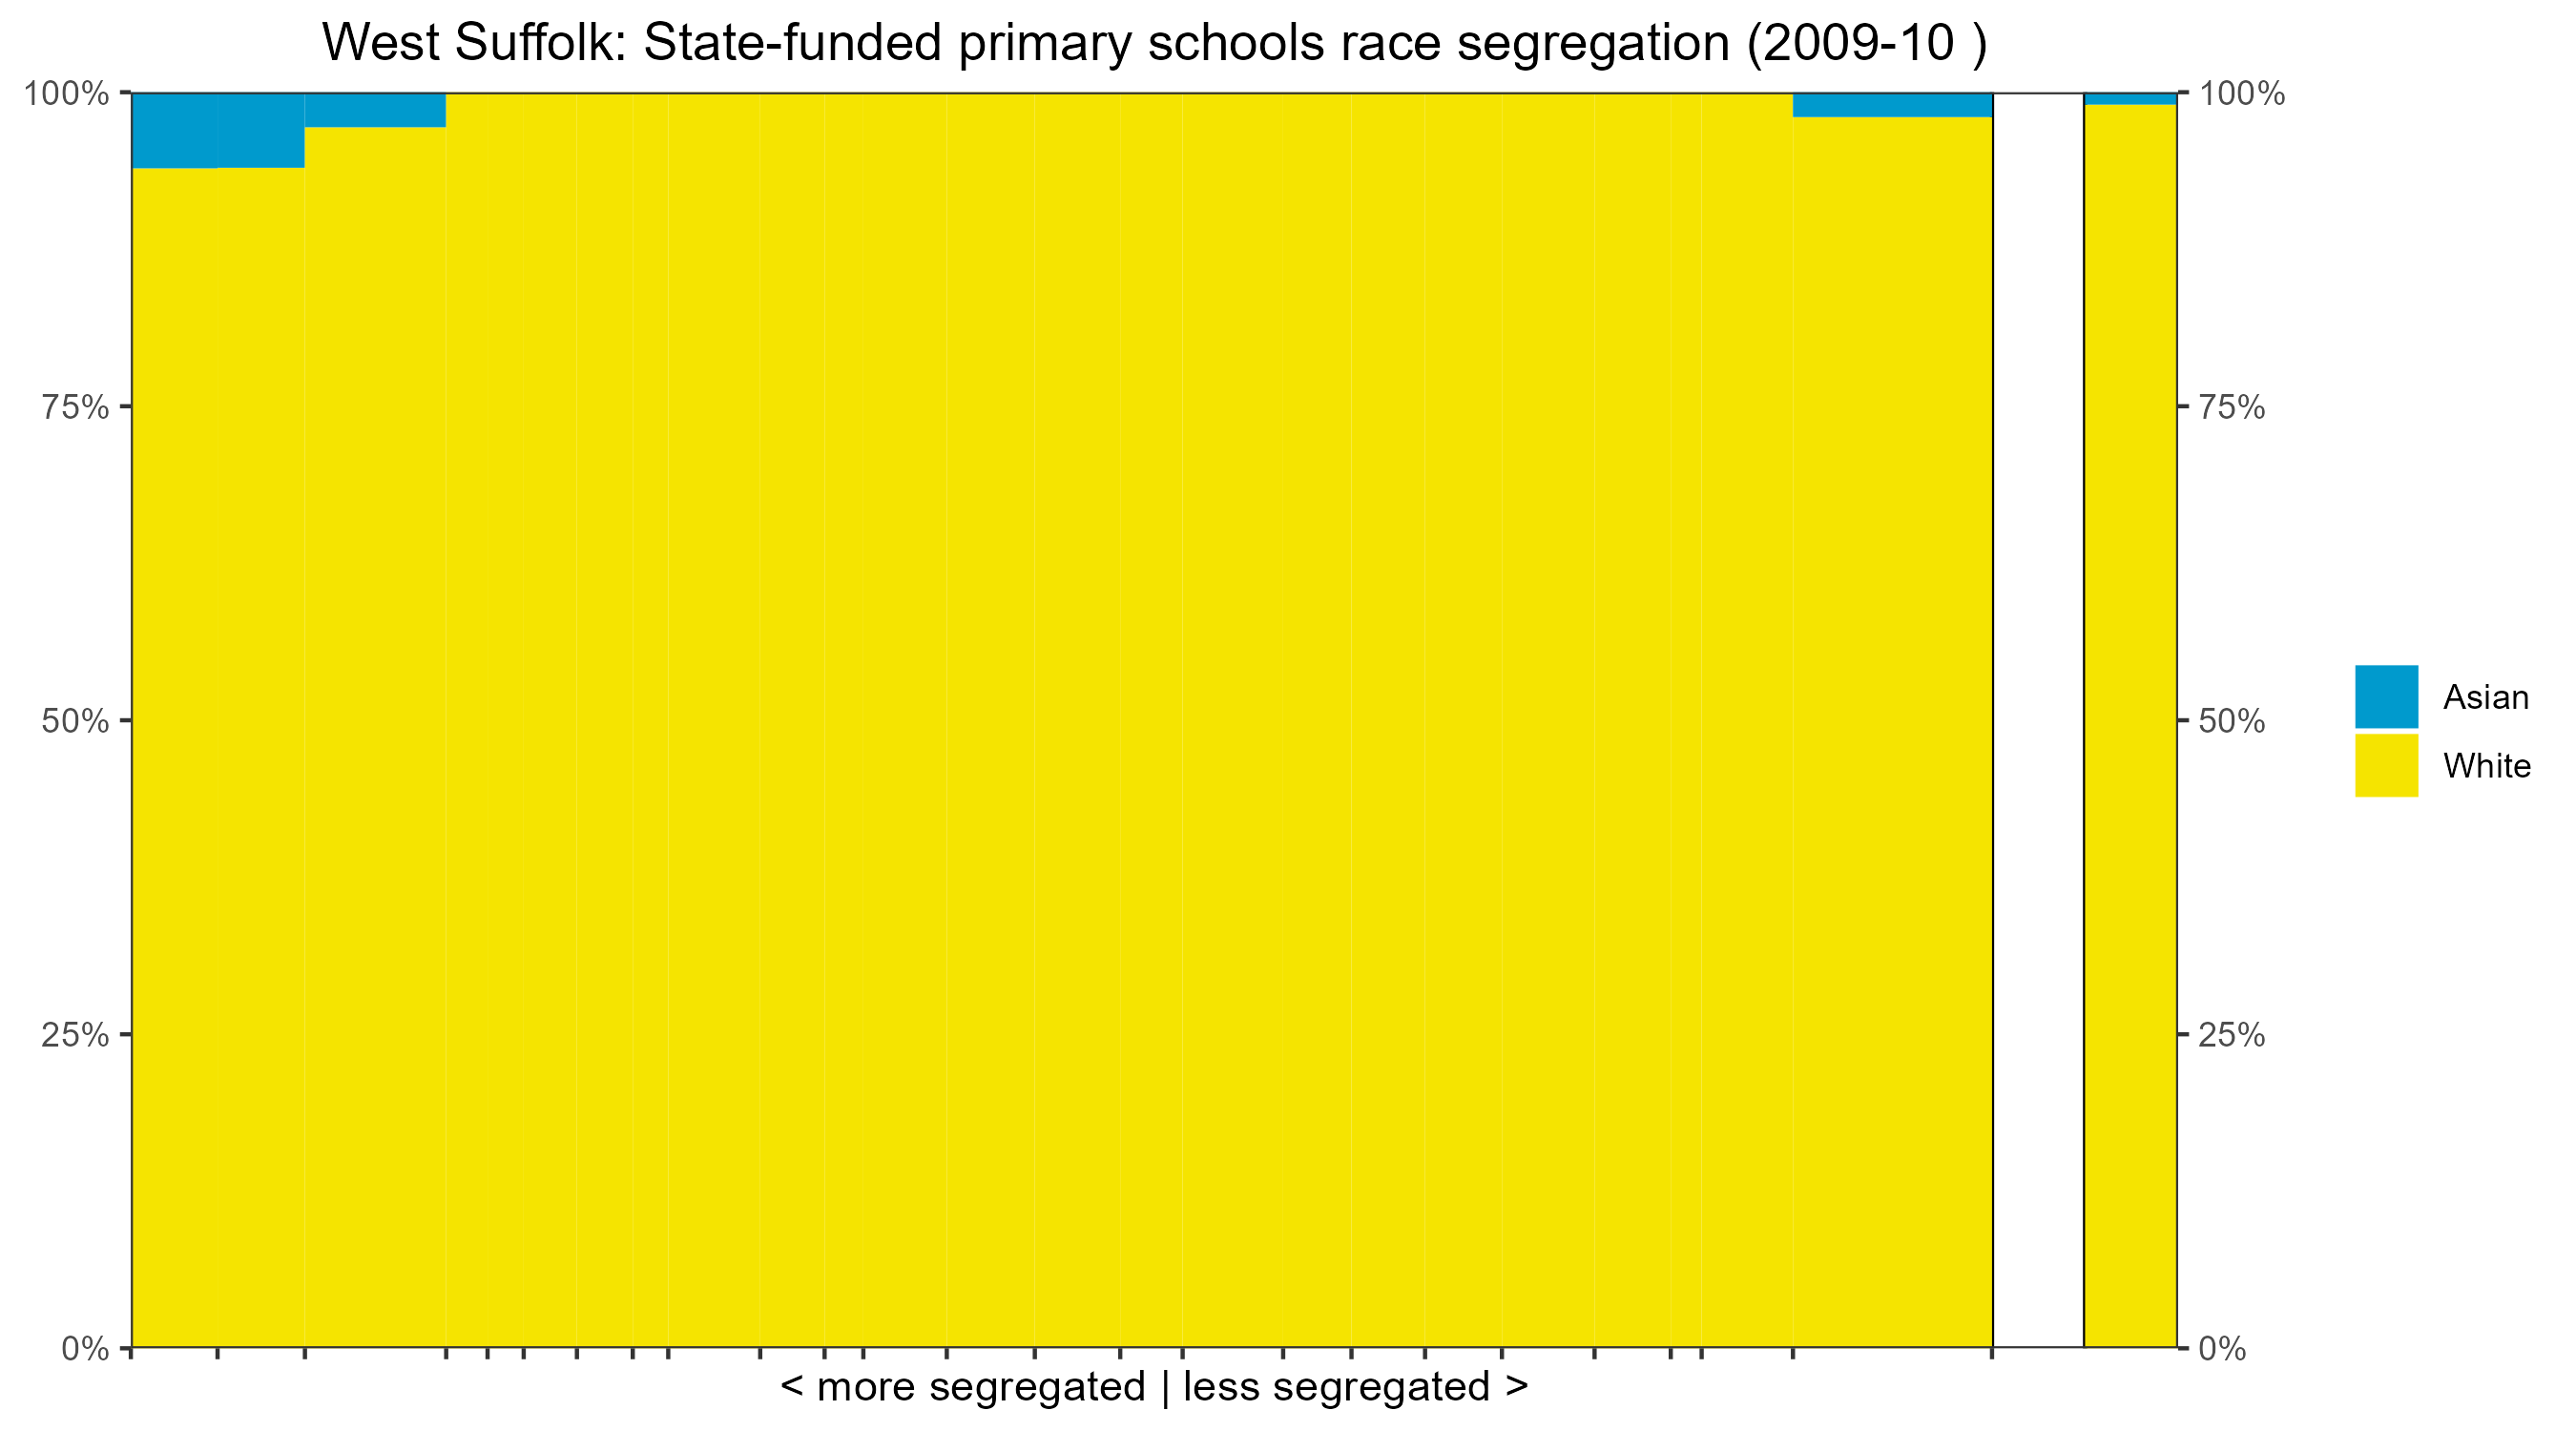 West Suffolk: State-funded primary schools race segregation (2009-10 )
100%
75%
50%
25%
0%
100%
75%
50%
25%
0%
Asian
White
< more segregated | less segregated >